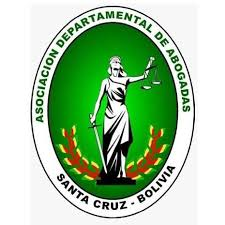 ASOCIACION DEPARTAMENTAL DE ABOGADAS
SANTA CRUZ - BOLIVIA